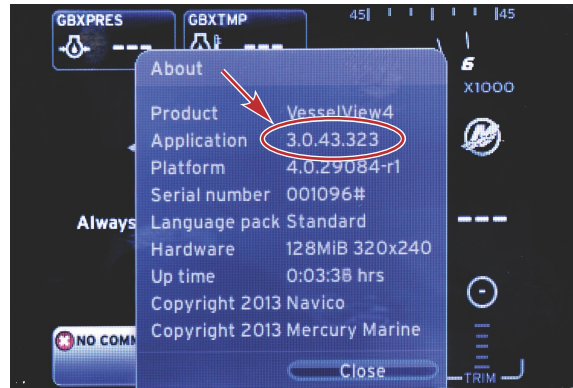 GBXPRES
---
GBXTMP
---
45 45
6
X1000
About
Product VesselView4
Application 3.0.43.323
Platform 4.0.29084-r1
Serial number 001096#
Always
Language pack Standard
---
Hardware 128MiB 320x240
Up time 0:03:38 hrs
Copyright 2013 Navico
Copyright 2013 Mercury Marine
NO COMM
Close
TRIM